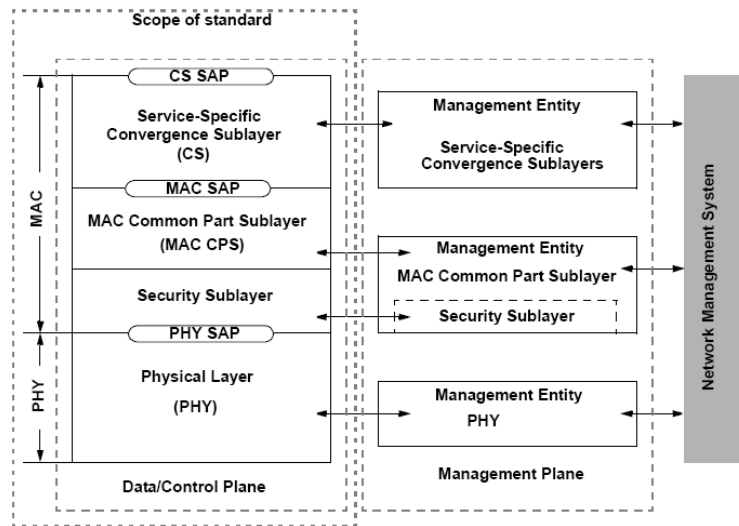 Scope of standard
CS SAP
Service-Specific
Convergence Sublayer
(CS)
MAC SAP
MAC Common Part Sublayer
(MAC CPS)
Security Sublayer
PHY SAP
Physical Layer
(PHY)
Data/Control Plane
MAC
PHY
Management Entity
Service-Specific
Convergence Sublayers
Management Entity
MAC Common Part Sublayer
Security Sublayer
Management Entity
PHY
Management Plane
Network Management System